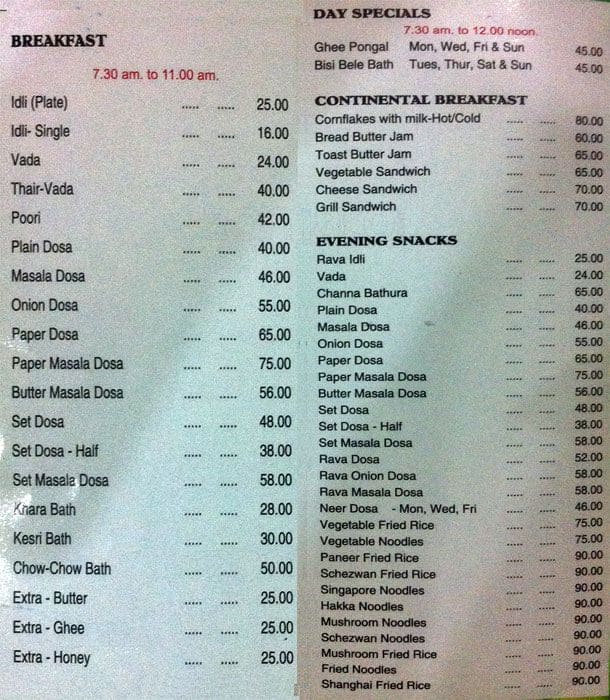 BREAKFAST
7.30 am. to 11.00 am.
Idli (Plate) ..... ..... 25.00
Idli- Single ..... ..... 16.00
Vada ..... ..... 24.00
Thair-Vada ..... ..... 40.00
Poori ..... ..... 42.00
Plain Dosa ..... ..... 40.00
Masala Dosa ..... ..... 46.00
Onion Dosa ..... ..... 55.00
Paper Dosa ..... ..... 65.00
Paper Masala Dosa ..... ..... 75.00
Butter Masala Dosa ..... ..... 56.00
Set Dosa ..... ..... 48.00
Set Dosa - Half ..... ..... 38.00
Set Masala Dosa ..... ..... 58.00
Khara Bath ..... ..... 28.00
Kesri Bath ..... ..... 30.00
Chow-Chow Bath ..... ..... 50.00
Extra - Butter ..... ..... 25.00
Extra - Ghee ..... ..... 25.00
Extra - Honey ..... ..... 25.00
DAY SPECIALS
7.30 am. to 12.00 noon.
Ghee Pongal Mon, Wed, Fri & Sun 45.00
Bisi Bele Bath Tues, Thur, Sat & Sun 45.00
CONTINENTAL BREAKFAST
Cornflakes with milk-Hot/Cold ..... ..... 80.00
Bread Butter Jam ..... ..... 60.00
Toast Butter Jam ..... ..... 65.00
Vegetable Sandwich ..... ..... 65.00
Cheese Sandwich ..... ..... 70.00
Grill Sandwich ..... ..... 70.00
EVENING SNACKS
Rava Idli ..... ..... 25.00
Vada ..... ..... 24.00
Channa Bathura ..... ..... 65.00
Plain Dosa ..... ..... 40.00
Masala Dosa ..... ..... 46.00
Onion Dosa ..... ..... 55.00
Paper Dosa ..... ..... 65.00
Paper Masala Dosa ..... ..... 75.00
Butter Masala Dosa ..... ..... 56.00
Set Dosa ..... ..... 48.00
Set Dosa - Half ..... ..... 38.00
Set Masala Dosa ..... ..... 58.00
Rava Dosa ..... ..... 52.00
Rava Onion Dosa ..... ..... 58.00
Rava Masala Dosa ..... ..... 58.00
Neer Dosa - Mon, Wed, Fri ..... ..... 46.00
Vegetable Fried Rice ..... ..... 75.00
Vegetable Noodles ..... ..... 75.00
Paneer Fried Rice ..... ..... 90.00
Schezwan Fried Rice ..... ..... 90.00
Singapore Noodles ..... ..... 90.00
Hakka Noodles ..... ..... 90.00
Mushroom Noodles ..... ..... 90.00
Schezwan Noodles ..... ..... 90.00
Mushroom Fried Rice ..... ..... 90.00
Fried Noodles ..... ..... 90.00
Shanghai Fried Rice ..... ..... 90.00